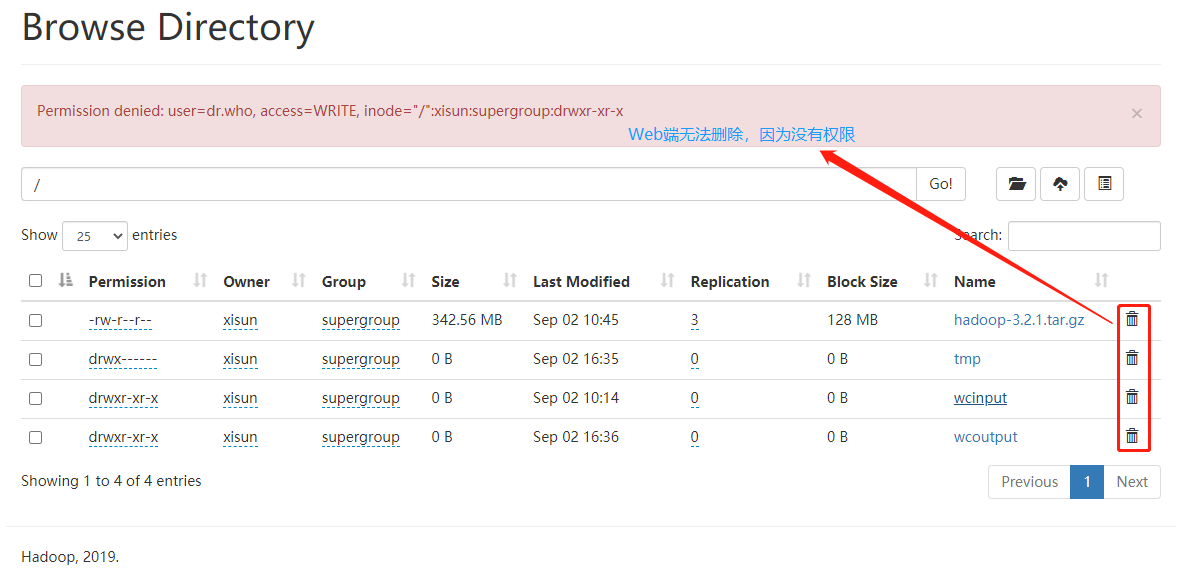 Browse Directory
Permission denied: user=dr.who, access=WRITE, inode="/":xisun:supergroup:drwxr-xr-x
×
Web端无法删除，因为没有权限
/ Go!
Show 25 entries Search:
Permission Owner Group Size Last Modified Replication Block Size Name
-rw-r--r-- xisun supergroup 342.56 MB Sep 02 10:45 3 128 MB hadoop-3.2.1.tar.gz
drwx------ xisun supergroup 0 B Sep 02 16:35 0 0 B tmp
drwxr-xr-x xisun supergroup 0 B Sep 02 10:14 0 0 B wcinput
drwxr-xr-x xisun supergroup 0 B Sep 02 16:36 0 0 B wcoutput
Showing 1 to 4 of 4 entries Previous 1 Next
Hadoop, 2019.